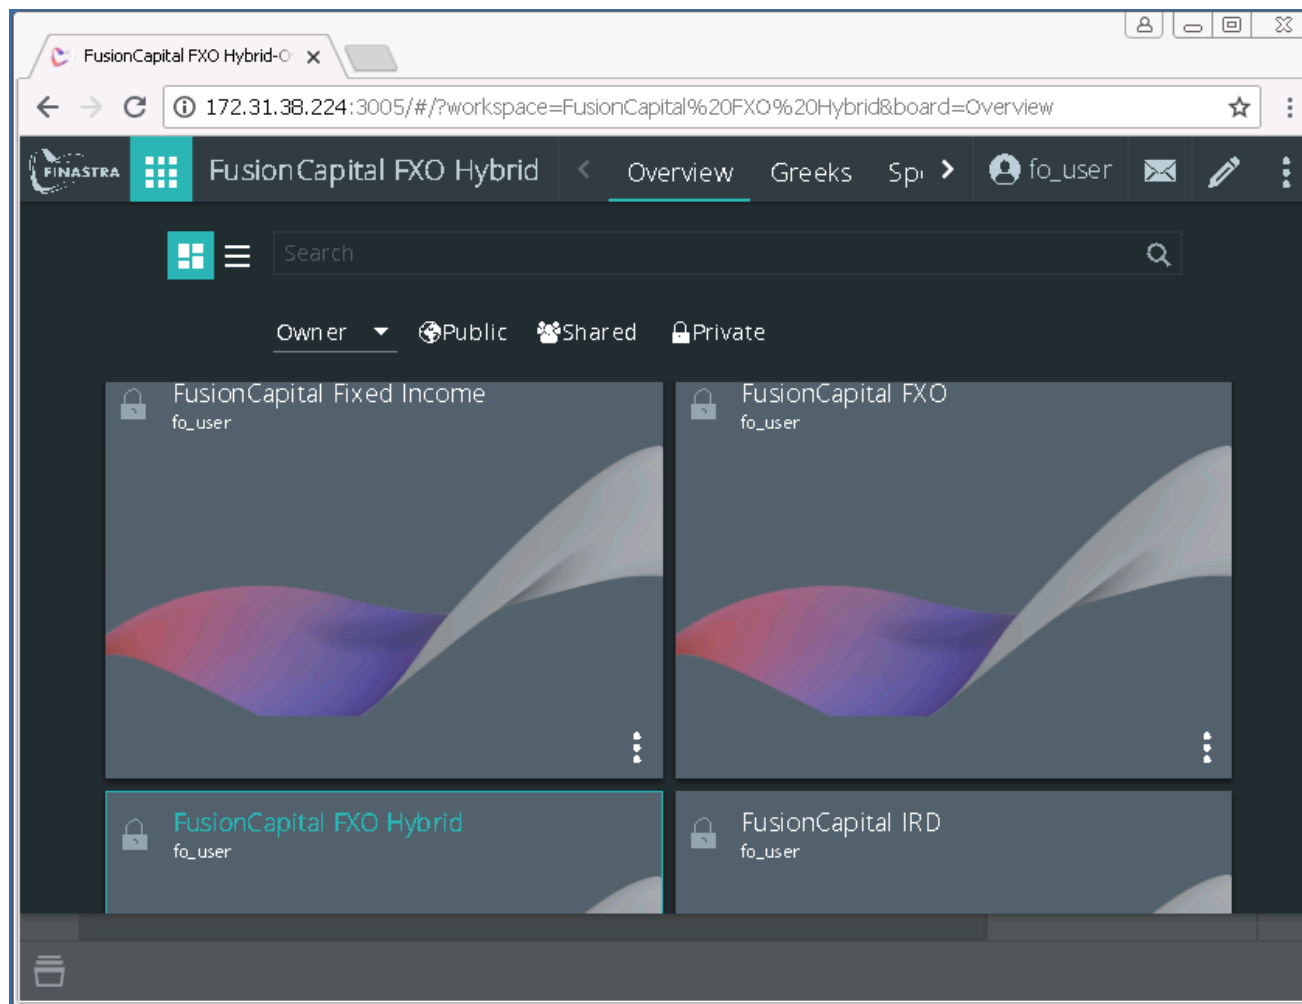 FusionCapital FXO Hybrid-O
172.31.38.224:3005/#/?workspace=FusionCapital%20FXO%20Hybrid&board=Overview
FINASTRA FusionCapital FXO Hybrid Overview Greeks fo_user
Search
Owner Public Shared Private
FusionCapital Fixed Income
fo_user
FusionCapital FXO
fo_user
FusionCapital FXO Hybrid
fo_user
FusionCapital IRD
fo_user